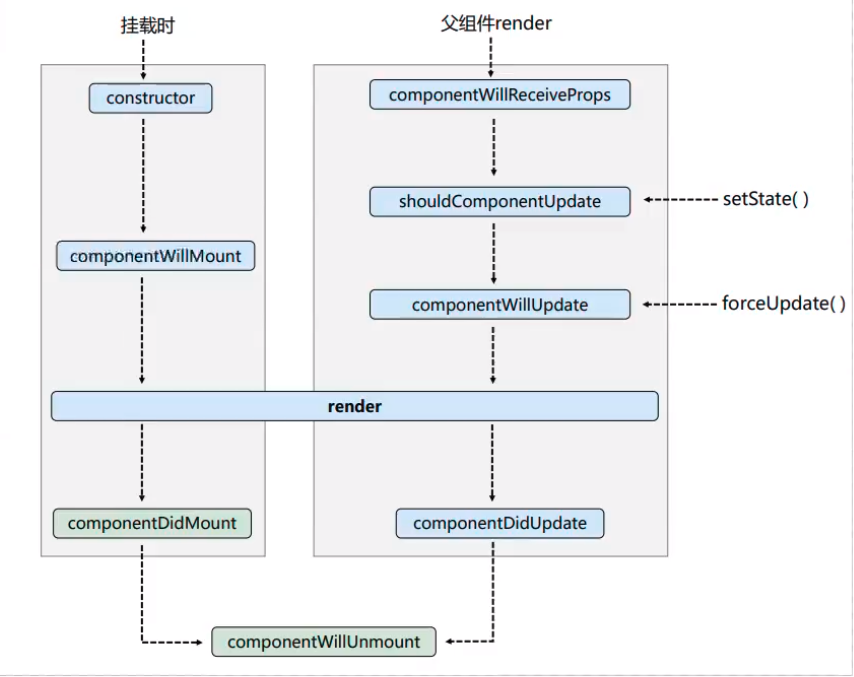 挂载时
父组件render
constructor
componentWillReceiveProps
shouldComponentUpdate
setState( )
componentWillMount
componentWillUpdate
forceUpdate( )
render
componentDidMount
componentDidUpdate
componentWillUnmount